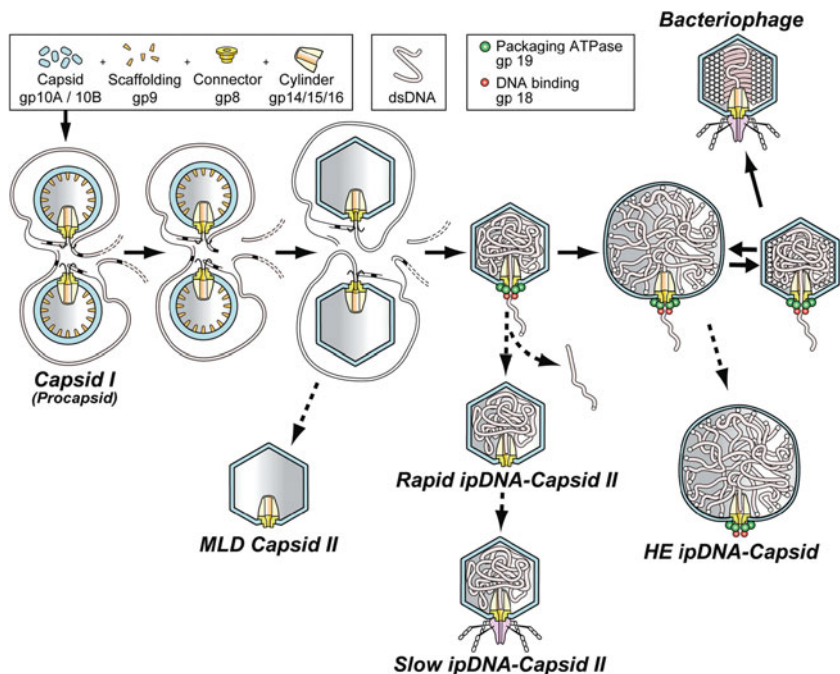 Bacteriophage
Capsid + Scaffolding + Connector + Cylinder
gp10A / 10B gp9 gp8 gp14/15/16
dsDNA
Packaging ATPase
gp 19
DNA binding
gp 18
Capsid I
(Procapsid)
MLD Capsid II
Rapid ipDNA-Capsid II
HE ipDNA-Capsid
Slow ipDNA-Capsid II